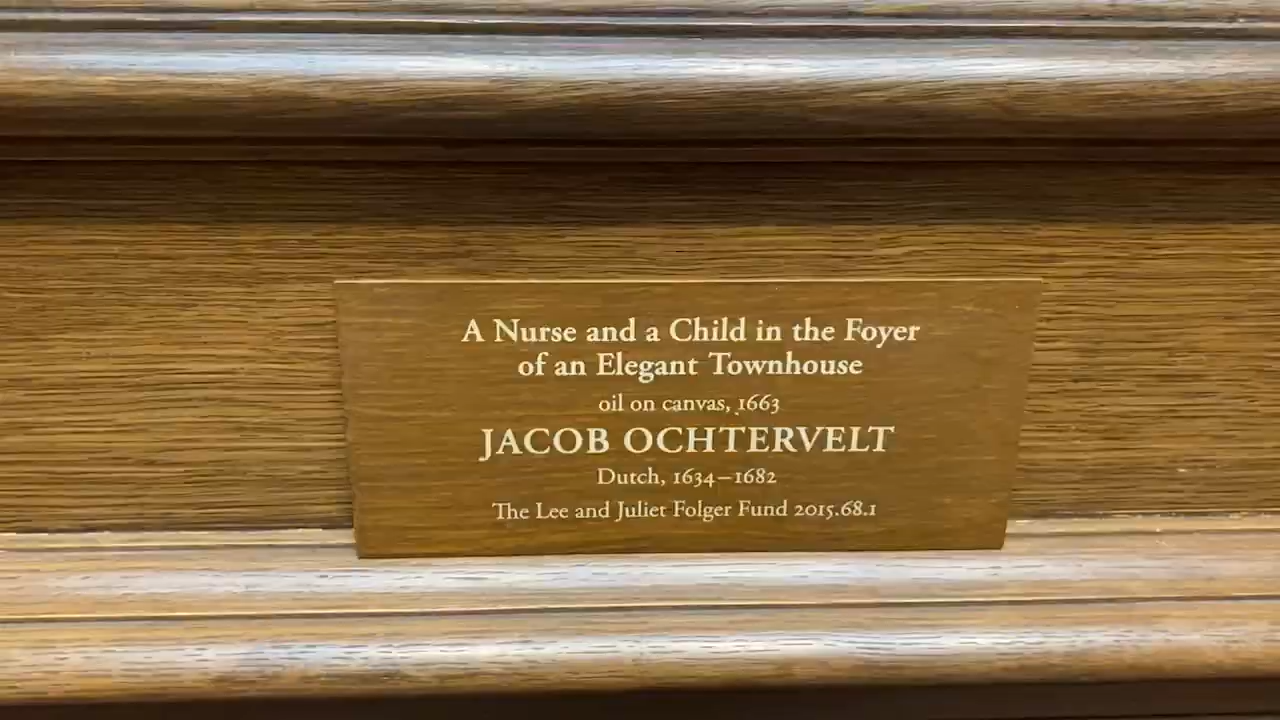 A Nurse and a Child in the Foyer
of an Elegant Townhouse
oil on canvas, 1663
JACOB OCHTERVELT
Dutch, 1634–1682
The Lee and Juliet Folger Fund 2015.68.1